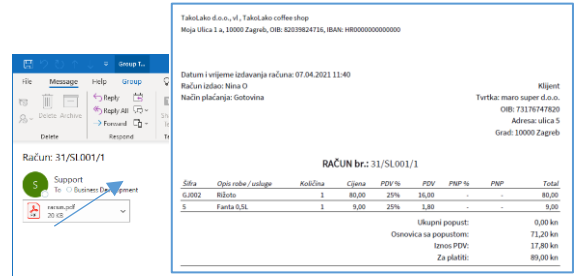 Group T...
File Message Help Group
Delete Archive
Reply
Reply All
Forward
Delete
Respond
Račun: 31/SL001/1
S
Support
To Business Development
racun.pdf
20 KB
TakoLako d.o.o., vl., TakoLako coffee shop
Moja Ulica 1 a, 10000 Zagreb, OIB: 82039824716, IBAN: HR0000000000000
Datum i vrijeme izdavanja računa: 07.04.2021 11:40
Račun izdao: Nina O
Način plaćanja: Gotovina
Klijent
Tvrtka: maro super d.o.o.
OIB: 73176747820
Adresa: ulica 5
Grad: 10000 Zagreb
RAČUN br.: 31/SL001/1
Šifra Opis robe / usluge Količina Cijena PDV % PDV PNP % PNP Total
GJ002 Rižoto 1 80,00 25% 16,00 - - 80,00
S Fanta 0,5L 1 9,00 25% 1,80 - - 9,00
Ukupni popust: 0,00 kn
Osnovica sa popustom: 71,20 kn
Iznos PDV: 17,80 kn
Za platiti: 89,00 kn